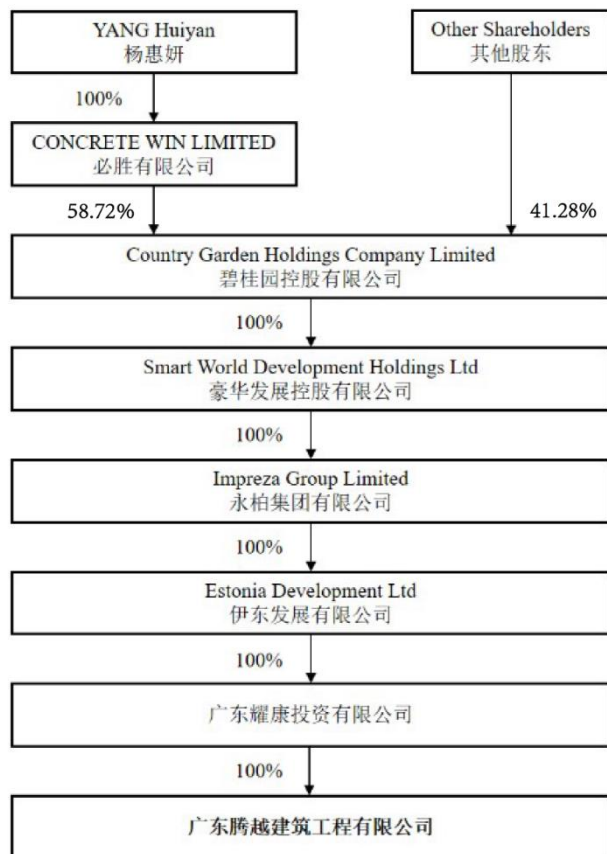 YANG Huiyan
杨惠妍
Other Shareholders
其他股东
100%
CONCRETE WIN LIMITED
必胜有限公司
58.72%
41.28%
Country Garden Holdings Company Limited
碧桂园控股有限公司
100%
Smart World Development Holdings Ltd
豪华发展控股有限公司
100%
Impreza Group Limited
永柏集团有限公司
100%
Estonia Development Ltd
伊东发展有限公司
100%
广东耀康投资有限公司
100%
广东腾越建筑工程有限公司